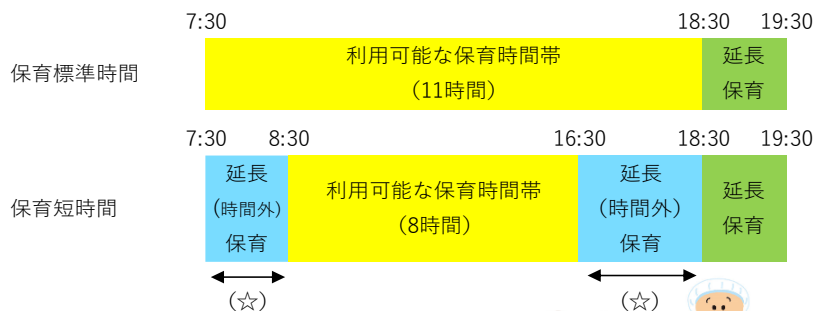 7:30 18:30 19:30
保育標準時間
利用可能な保育時間帯
(11時間)
延長
保育
7:30 8:30 16:30 18:30 19:30
保育短時間
延長
(時間外)
保育
利用可能な保育時間帯
(8時間)
延長
(時間外)
保育
延長
保育
(☆) (☆)